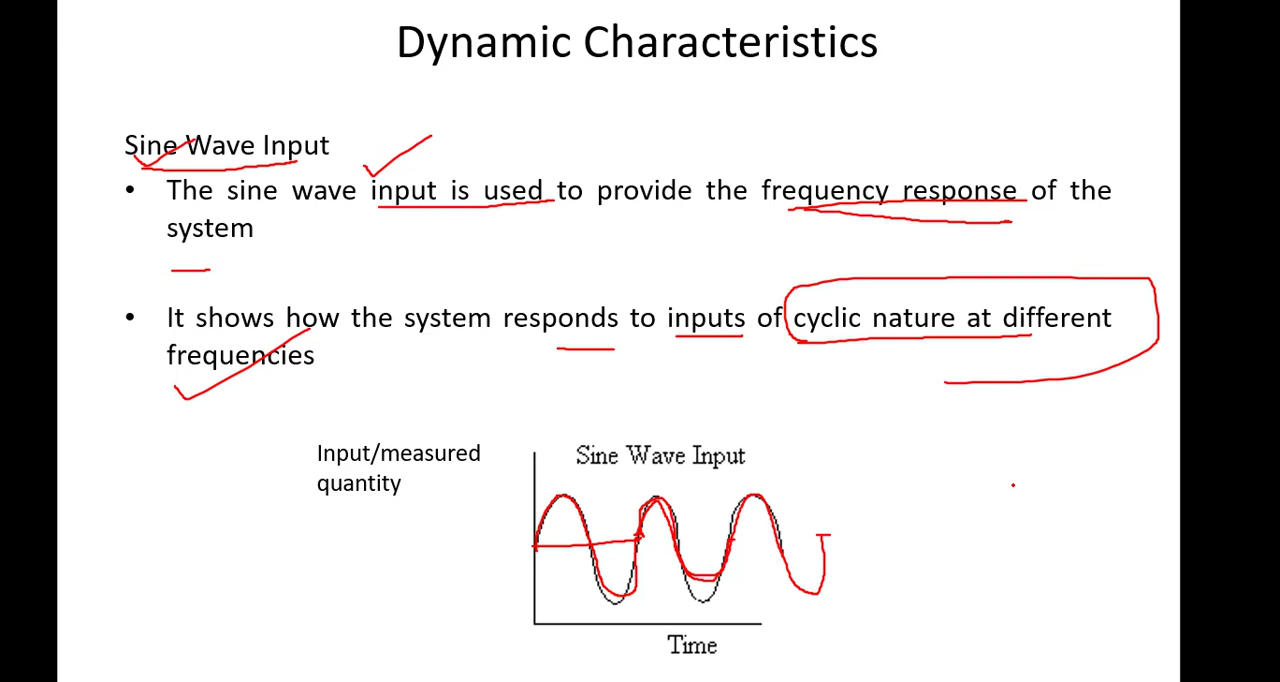 Dynamic Characteristics
Sine Wave Input
• The sine wave input is used to provide the frequency response of the
system
• It shows how the system responds to inputs of cyclic nature at different
frequencies
Input/measured
quantity
Sine Wave Input
Time